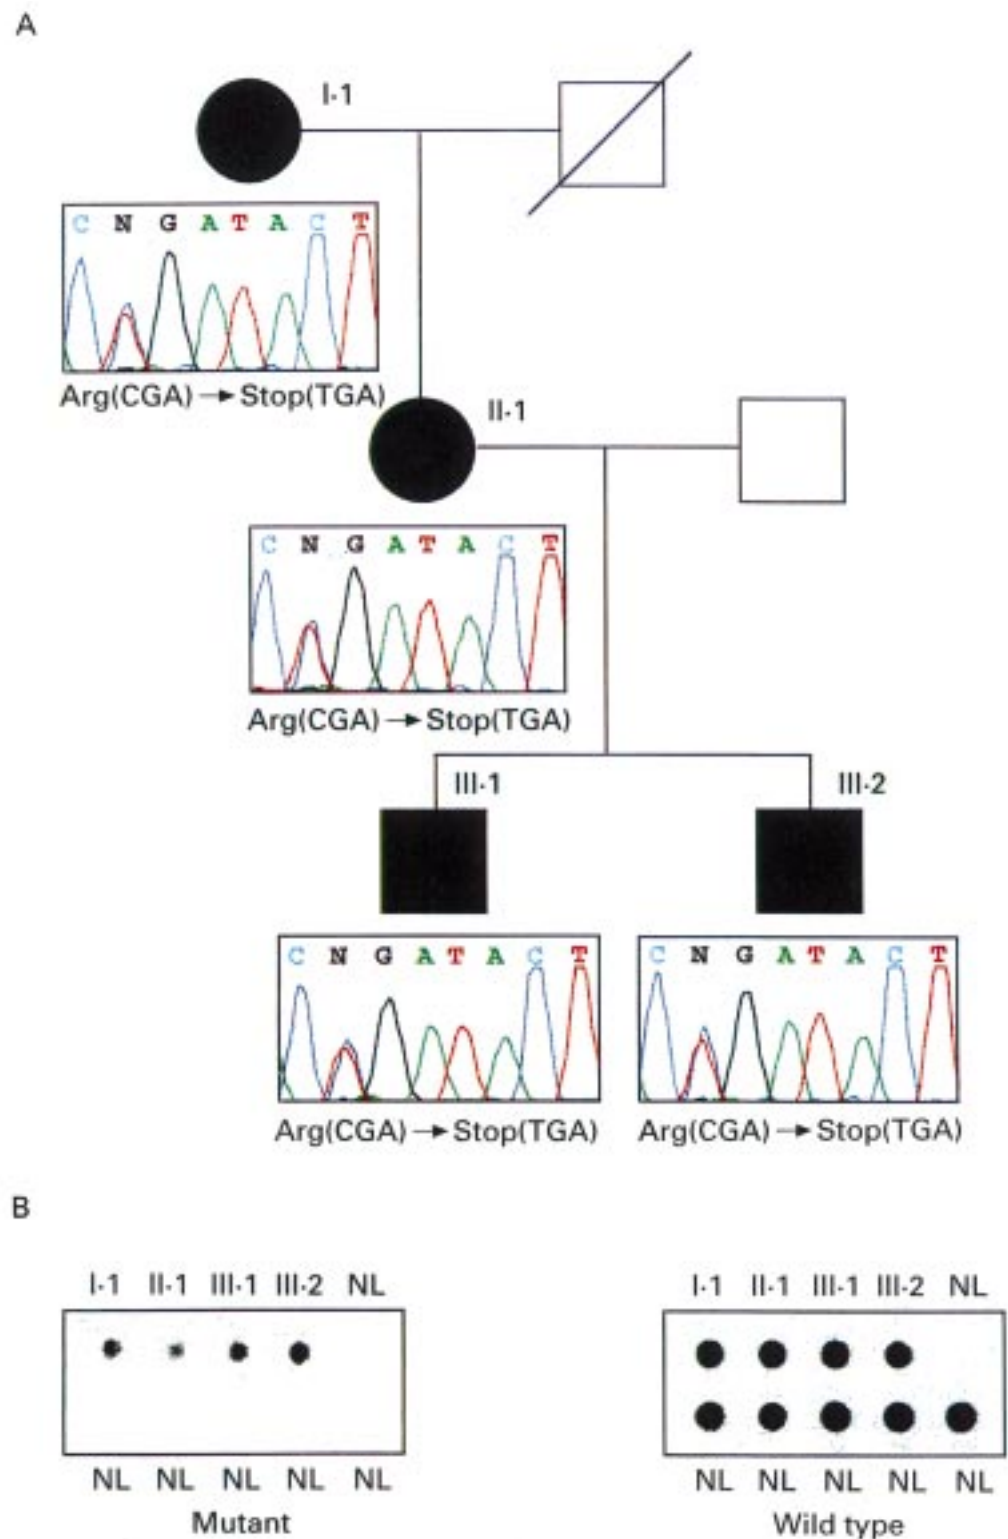 A
I·1
C N G A T A C T
Arg(CGA) → Stop(TGA)
II·1
C N G A T A C T
Arg(CGA) → Stop(TGA)
III·1
III·2
C N G A T A C T
C N G A T A C T
Arg(CGA) → Stop(TGA)
Arg(CGA) → Stop(TGA)
B
I·1 II·1 III·1 III·2 NL
I·1 II·1 III·1 III·2 NL
NL NL NL NL NL
NL NL NL NL NL
Mutant
Wild type